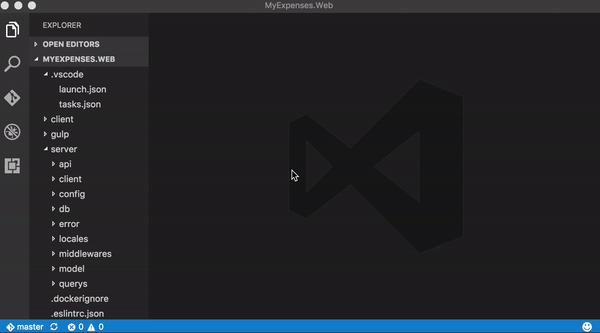 MyExpenses.Web
EXPLORER
OPEN EDITORS
MYEXPENSES.WEB
.vscode
launch.json
tasks.json
client
gulp
server
api
client
config
db
error
locales
middlewares
model
querys
.dockerignore
.eslintrc.json
master 0 0